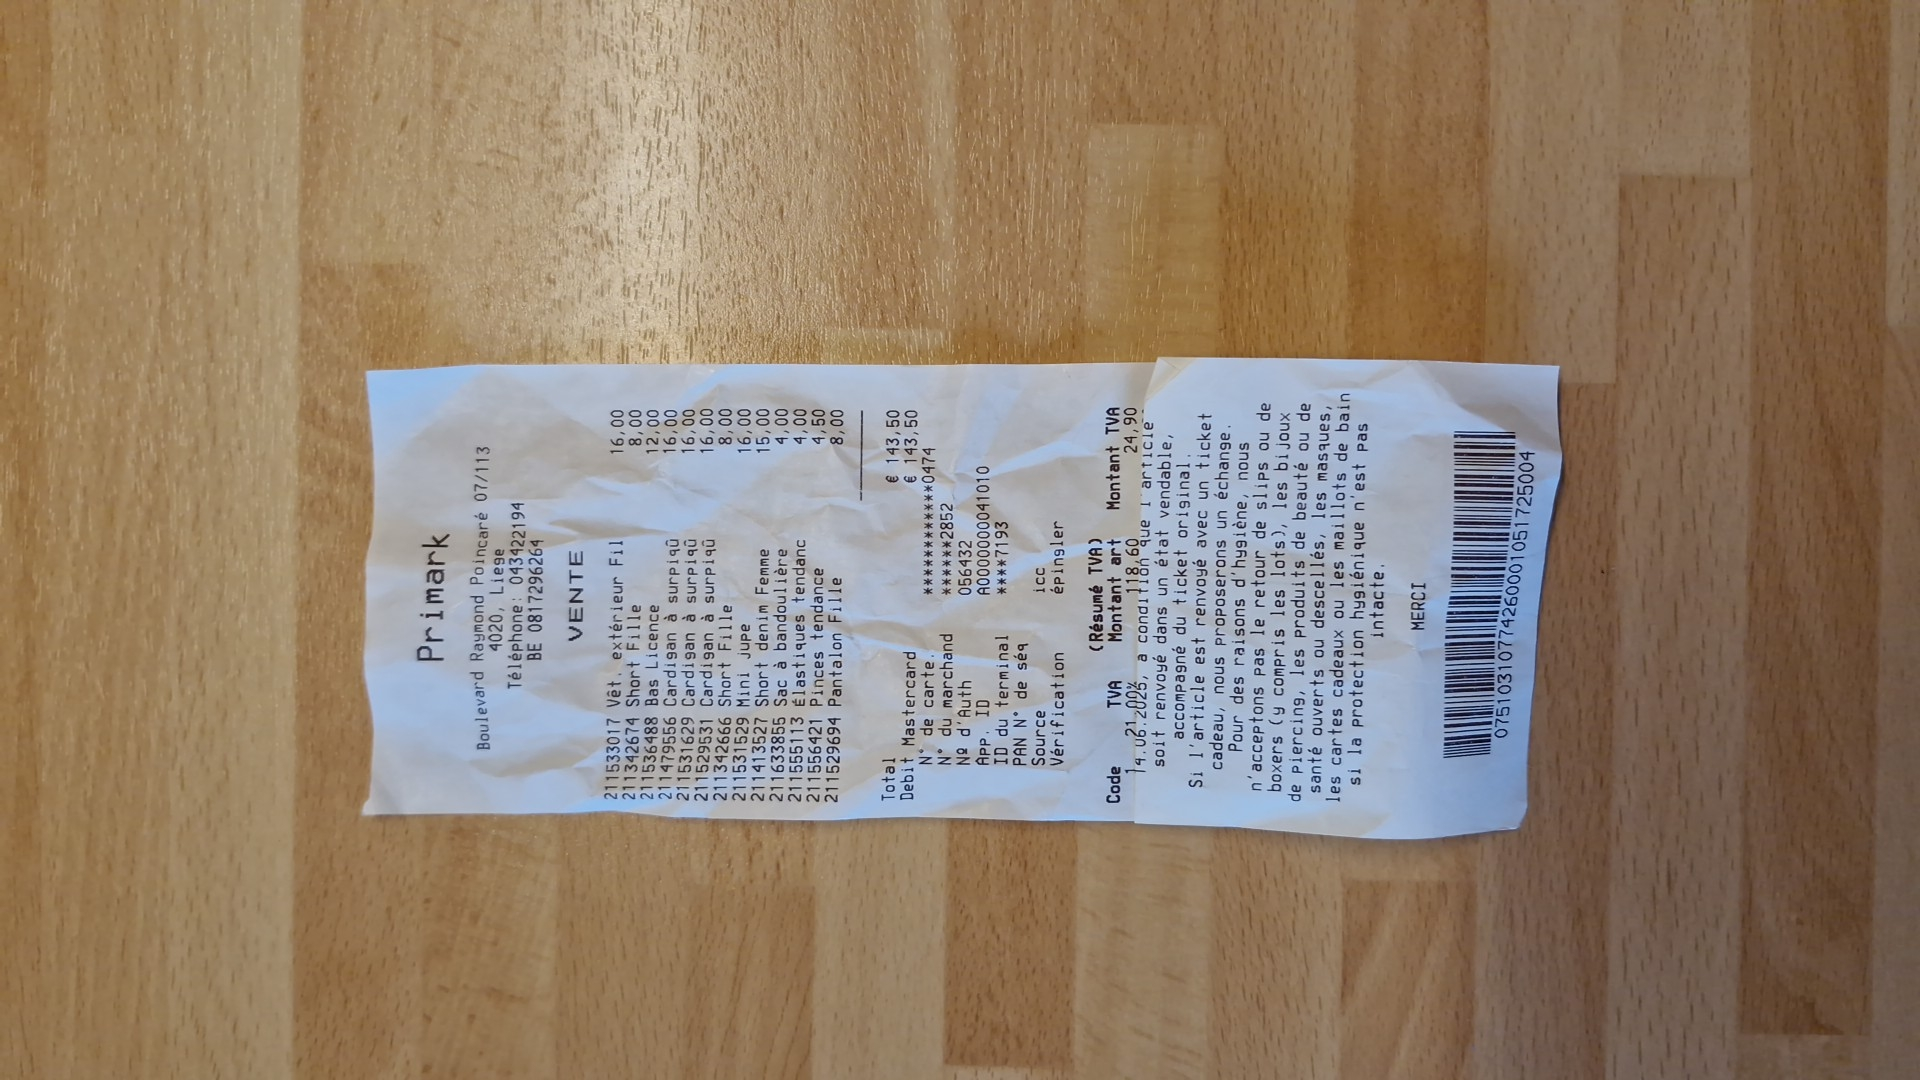 Primark
Boulevard Raymond Poincaré 07/113
4020, Liege
Téléphone: 043422194
BE 0817296264
VENTE
211533017 Vêt. extérieur Fil 16,00
211342674 Short Fille 8,00
211536488 Bas Licence 12,00
211479556 Cardigan à surpiqû 16,00
211531629 Cardigan à surpiqû 16,00
211529531 Cardigan à surpiqû 16,00
211342666 Short Fille 8,00
211531529 Mini jupe 16,00
211413527 Short denim Femme 15,00
211633855 Sac à bandoulière 4,00
211555113 Élastiques tendanc 4,00
211556421 Pinces tendance 4,50
211529694 Pantalon Fille 8,00
Total € 143,50
Debit Mastercard € 143,50
N° de carte. ************0474
N° du marchand ******2852
Nº d'Auth 056432
App. ID A0000000041010
ID du terminal ****7193
PAN N° de séq
Source icc
Vérification épingler
(Résumé TVA)
Code TVA Montant art Montant TVA
1 21.00% 118,60 24,90
4.06.2025, à condition que l'article
soit renvoyé dans un état vendable,
accompagné du ticket original.
Si l'article est renvoyé avec un ticket
cadeau, nous proposerons un échange.
Pour des raisons d'hygiène, nous
n'acceptons pas le retour de slips ou de
boxers (y compris les lots), les bijoux
de piercing, les produits de beauté ou de
santé ouverts ou descellés, les masques,
les cartes cadeaux ou les maillots de bain
si la protection hygiénique n'est pas
intacte.
MERCI
07510310774260001051725004